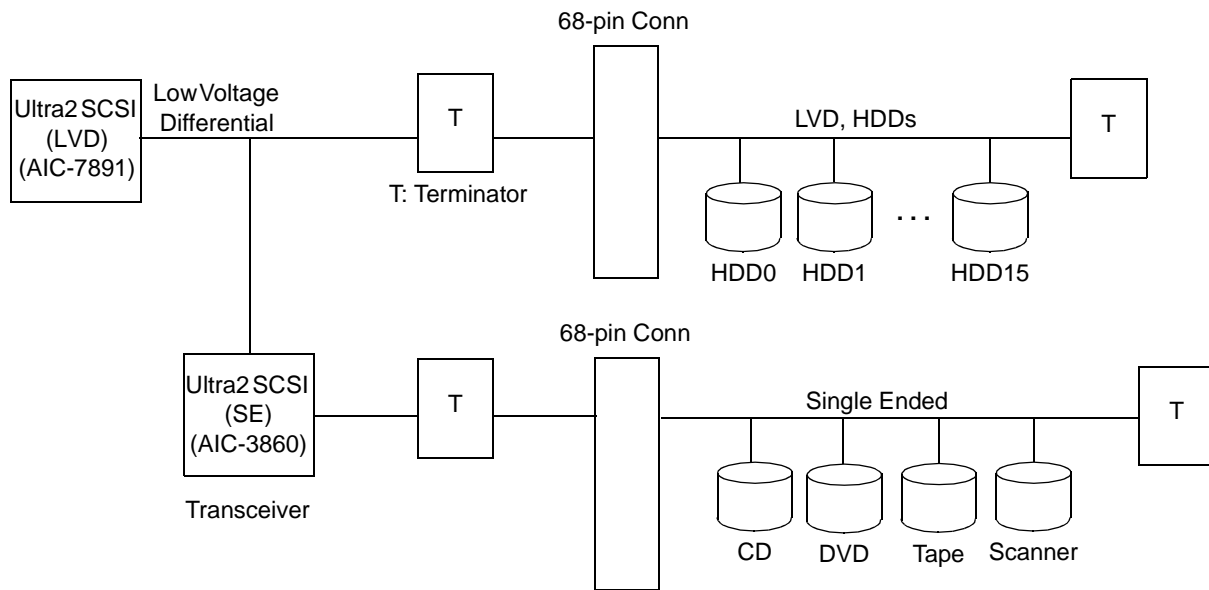 68-pin Conn
Ultra2 SCSI
(LVD)
(AIC-7891)
Low Voltage
Differential
T
LVD, HDDs
T
T: Terminator
HDD0
HDD1
. . .
HDD15
68-pin Conn
Ultra2 SCSI
(SE)
(AIC-3860)
T
Single Ended
T
Transceiver
CD
DVD
Tape
Scanner